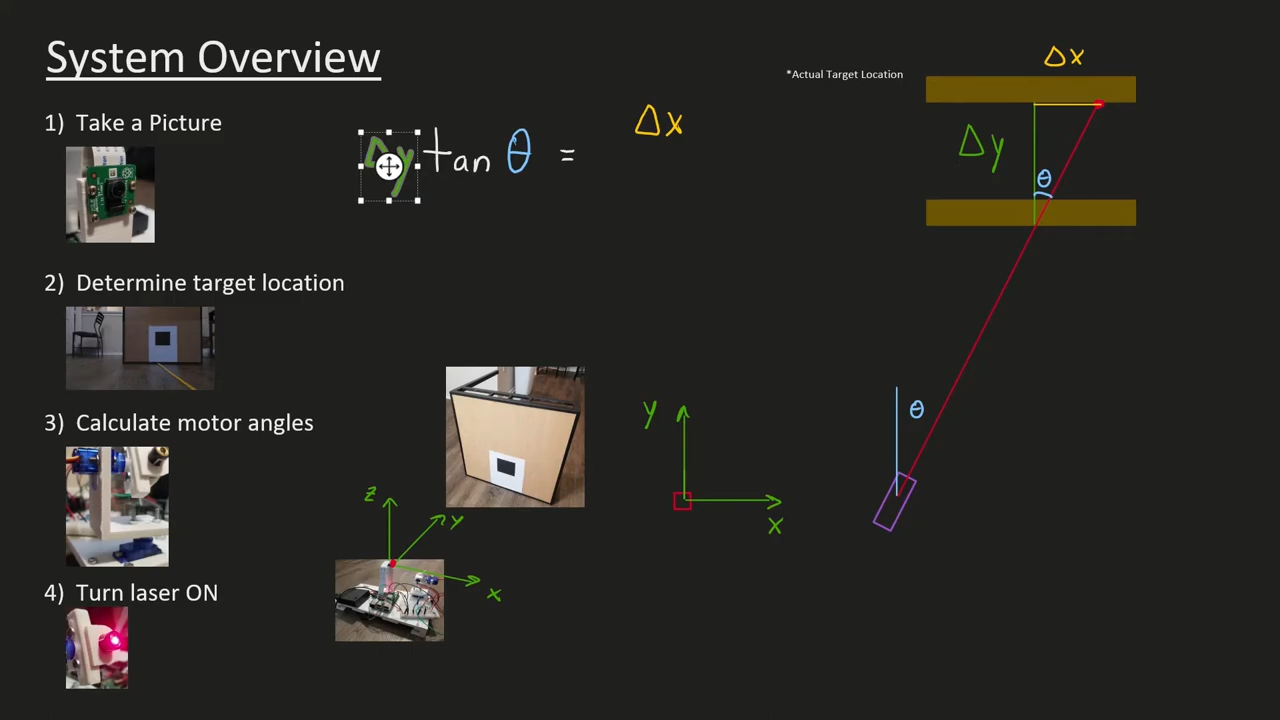 System Overview
1) Take a Picture
Δy tan θ = Δx
2) Determine target location
3) Calculate motor angles
z
y
x
4) Turn laser ON
y
x
*Actual Target Location
Δx
Δy
θ
θ